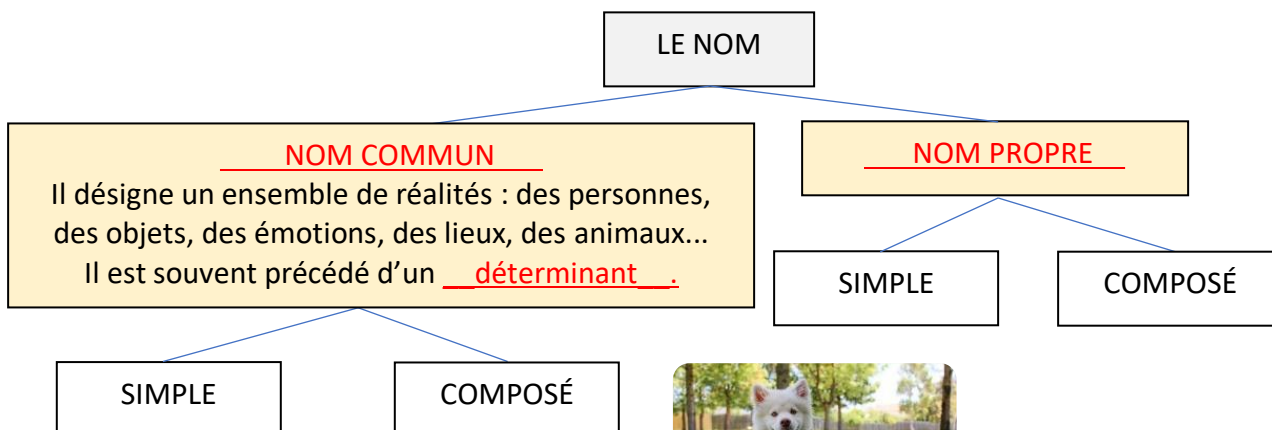 LE NOM
NOM COMMUN
Il désigne un ensemble de réalités : des personnes,
des objets, des émotions, des lieux, des animaux...
Il est souvent précédé d’un __déterminant__.
NOM PROPRE
SIMPLE
COMPOSÉ
SIMPLE
COMPOSÉ